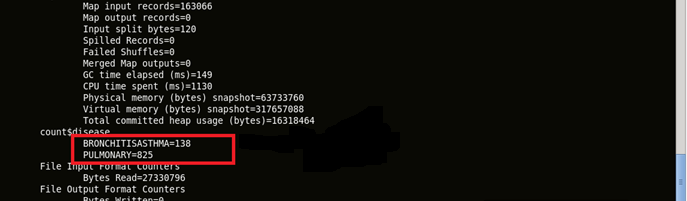 Map input records=163066
Map output records=0
Input split bytes=120
Spilled Records=0
Failed Shuffles=0
Merged Map outputs=0
GC time elapsed (ms)=149
CPU time spent (ms)=1130
Physical memory (bytes) snapshot=63733760
Virtual memory (bytes) snapshot=317657088
Total committed heap usage (bytes)=16318464
count$disease
BRONCHITISASTHMA=138
PULMONARY=825
File Input Format Counters
Bytes Read=27330796
File Output Format Counters
Bytes Written=0